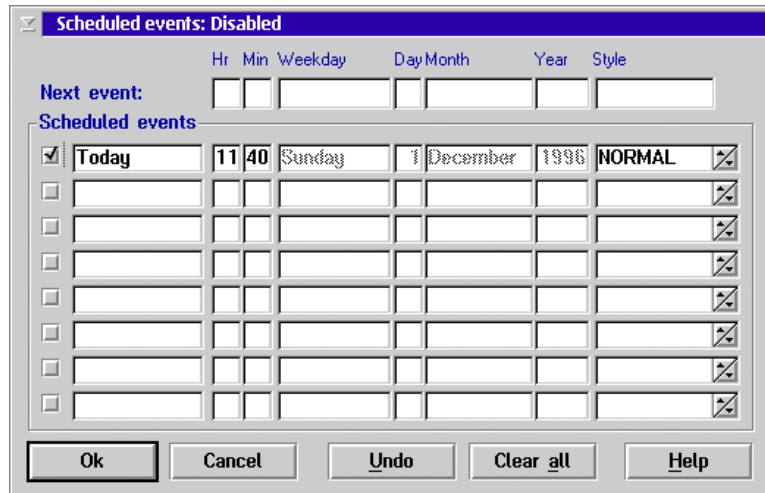 Scheduled events: Disabled
Hr Min Weekday Day Month Year Style
Next event:
Scheduled events
Today 11 40 Sunday 1 December 1996 NORMAL
Ok Cancel Undo Clear all Help